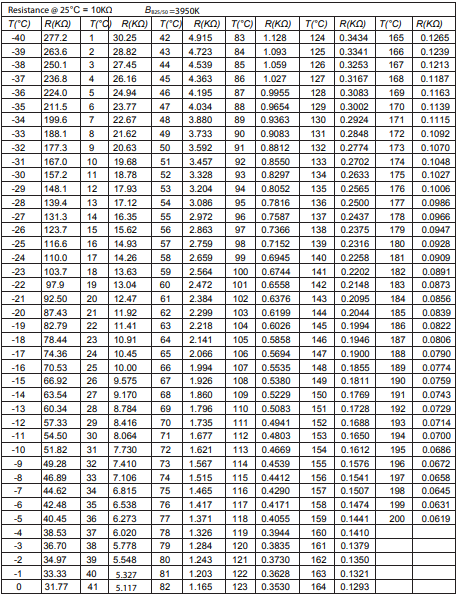 Resistance @ 25°C = 10KΩ B25/50 =3950K
T(°C) R(KΩ) T(°C) R(KΩ) T(°C) R(KΩ) T(°C) R(KΩ) T(°C) R(KΩ) T(°C) R(KΩ)
-40 277.2 1 30.25 42 4.915 83 1.128 124 0.3434 165 0.1265
-39 263.6 2 28.82 43 4.723 84 1.093 125 0.3342 166 0.1239
-38 250.1 3 27.45 44 4.539 85 1.059 126 0.3253 167 0.1213
-37 236.8 4 26.16 45 4.363 86 1.027 127 0.3167 168 0.1187
-36 224.0 5 24.94 46 4.195 87 0.9955 128 0.3083 169 0.1163
-35 211.5 6 23.77 47 4.034 88 0.9654 129 0.3002 170 0.1139
-34 199.6 7 22.67 48 3.880 89 0.9363 130 0.2924 171 0.1115
-33 188.1 8 21.62 49 3.733 90 0.9083 131 0.2848 172 0.1092
-32 177.3 9 20.63 50 3.592 91 0.8812 132 0.2774 173 0.1070
-31 167.0 10 19.68 51 3.457 92 0.8550 133 0.2702 174 0.1048
-30 157.2 11 18.78 52 3.328 93 0.8297 134 0.2633 175 0.1027
-29 148.1 12 17.93 53 3.204 94 0.8052 135 0.2565 176 0.1006
-28 139.4 13 17.12 54 3.086 95 0.7816 136 0.2500 177 0.0986
-27 131.3 14 16.35 55 2.972 96 0.7587 137 0.2437 178 0.0966
-26 123.7 15 15.62 56 2.863 97 0.7366 138 0.2375 179 0.0947
-25 116.6 16 14.93 57 2.759 98 0.7152 139 0.2316 180 0.0928
-24 110.0 17 14.26 58 2.659 99 0.6945 140 0.2258 181 0.0909
-23 103.7 18 13.63 59 2.564 100 0.6744 141 0.2202 182 0.0891
-22 97.9 19 13.04 60 2.472 101 0.6558 142 0.2148 183 0.0873
-21 92.50 20 12.47 61 2.384 102 0.6376 143 0.2095 184 0.0856
-20 87.43 21 11.92 62 2.299 103 0.6199 144 0.2044 185 0.0839
-19 82.79 22 11.41 63 2.218 104 0.6026 145 0.1994 186 0.0822
-18 78.44 23 10.91 64 2.141 105 0.5858 146 0.1946 187 0.0806
-17 74.36 24 10.45 65 2.066 106 0.5694 147 0.1900 188 0.0790
-16 70.53 25 10.00 66 1.994 107 0.5535 148 0.1855 189 0.0774
-15 66.92 26 9.575 67 1.926 108 0.5380 149 0.1811 190 0.0759
-14 63.54 27 9.170 68 1.860 109 0.5229 150 0.1769 191 0.0743
-13 60.34 28 8.784 69 1.796 110 0.5083 151 0.1728 192 0.0729
-12 57.33 29 8.416 70 1.735 111 0.4941 152 0.1688 193 0.0714
-11 54.50 30 8.064 71 1.677 112 0.4803 153 0.1650 194 0.0700
-10 51.82 31 7.730 72 1.621 113 0.4669 154 0.1612 195 0.0686
-9 49.28 32 7.410 73 1.567 114 0.4539 155 0.1576 196 0.0672
-8 46.89 33 7.106 74 1.515 115 0.4412 156 0.1541 197 0.0658
-7 44.62 34 6.815 75 1.465 116 0.4290 157 0.1507 198 0.0645
-6 42.48 35 6.538 76 1.417 117 0.4171 158 0.1474 199 0.0631
-5 40.45 36 6.273 77 1.371 118 0.4055 159 0.1441 200 0.0619
-4 38.53 37 6.020 78 1.326 119 0.3944 160 0.1410
-3 36.70 38 5.778 79 1.284 120 0.3835 161 0.1379
-2 34.97 39 5.548 80 1.243 121 0.3730 162 0.1350
-1 33.33 40 5.327 81 1.203 122 0.3628 163 0.1321
0 31.77 41 5.117 82 1.165 123 0.3530 164 0.1293